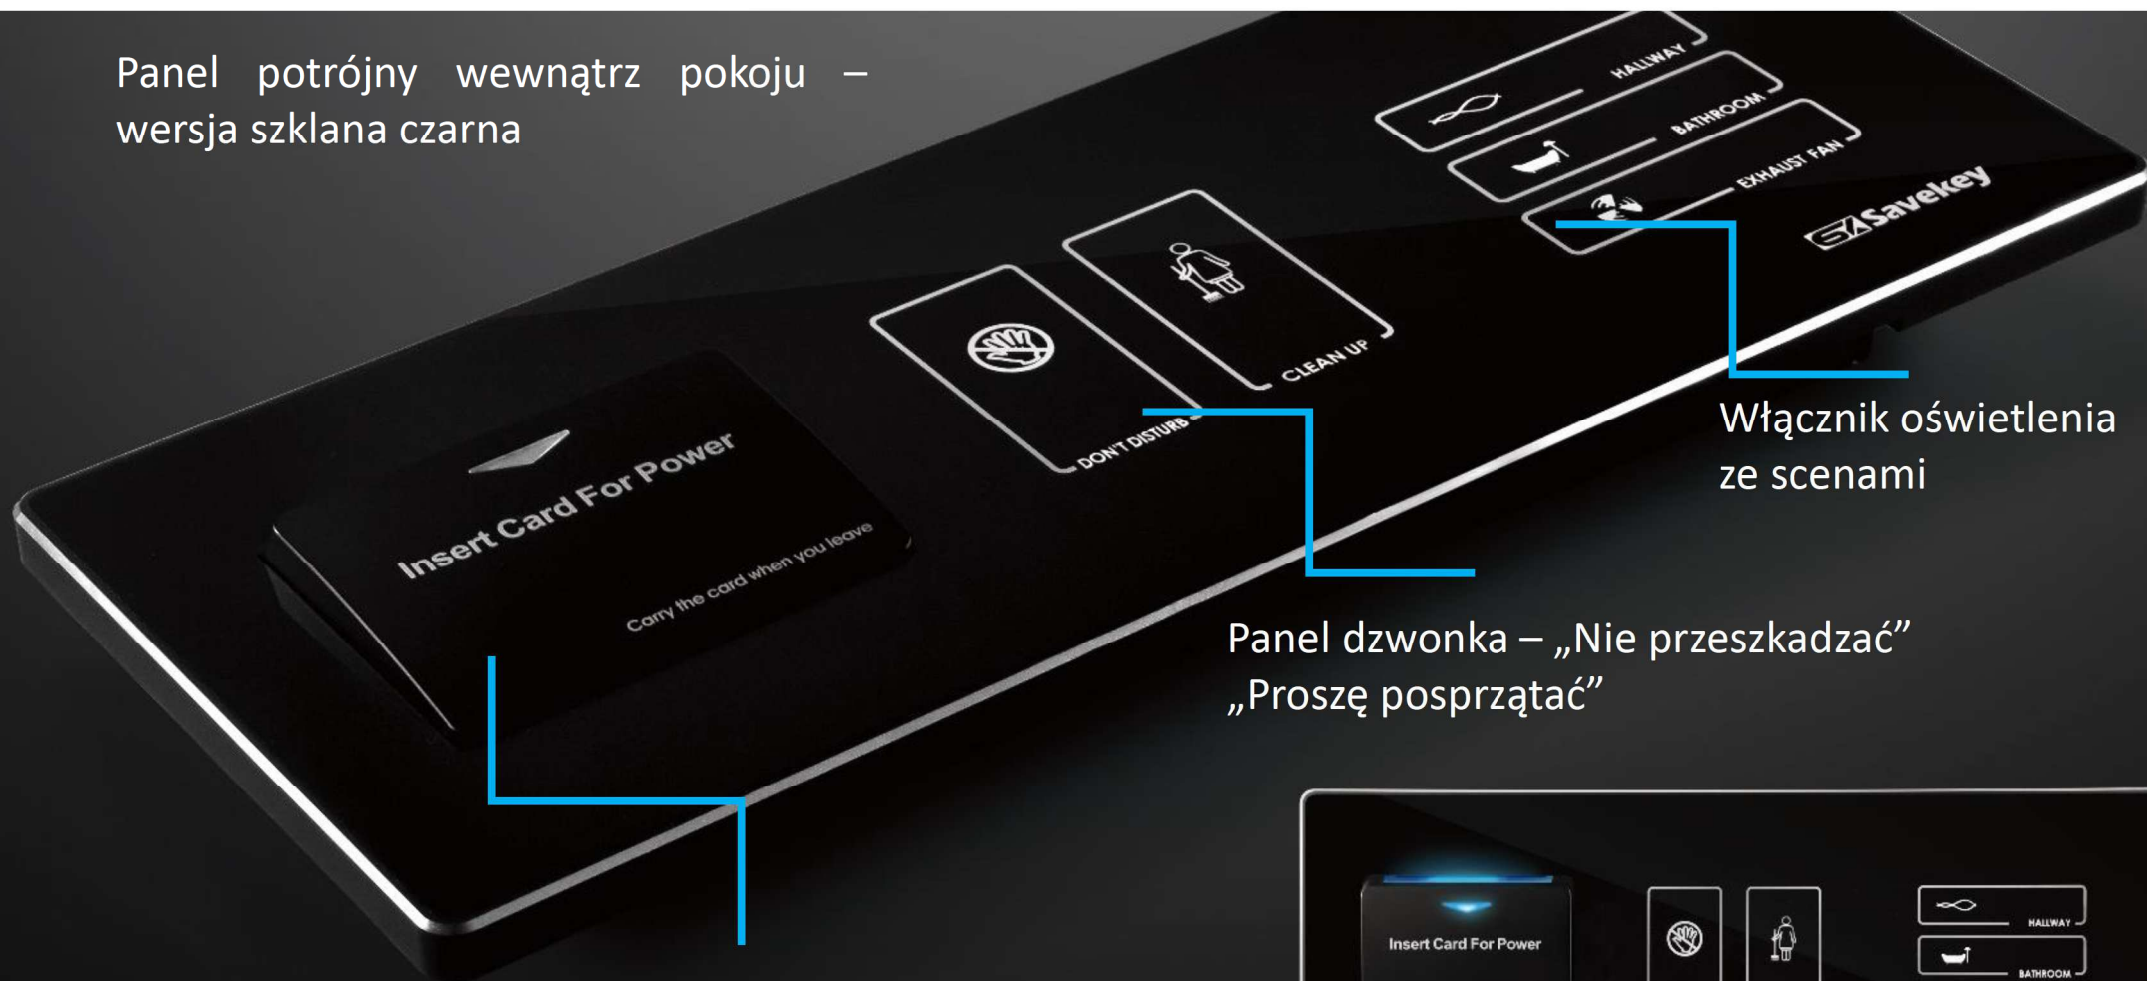 Panel potrójny wewnątrz pokoju –
wersja szklana czarna
HALLWAY
BATHROOM
EXHAUST FAN
Savekey
CLEAN UP
DON'T DISTURB
Insert Card For Power
Carry the card when you leave
Włącznik oświetlenia
ze scenami
Panel dzwonka – „Nie przeszkadzać”
„Proszę posprzątać”
Insert Card For Power
HALLWAY
BATHROOM